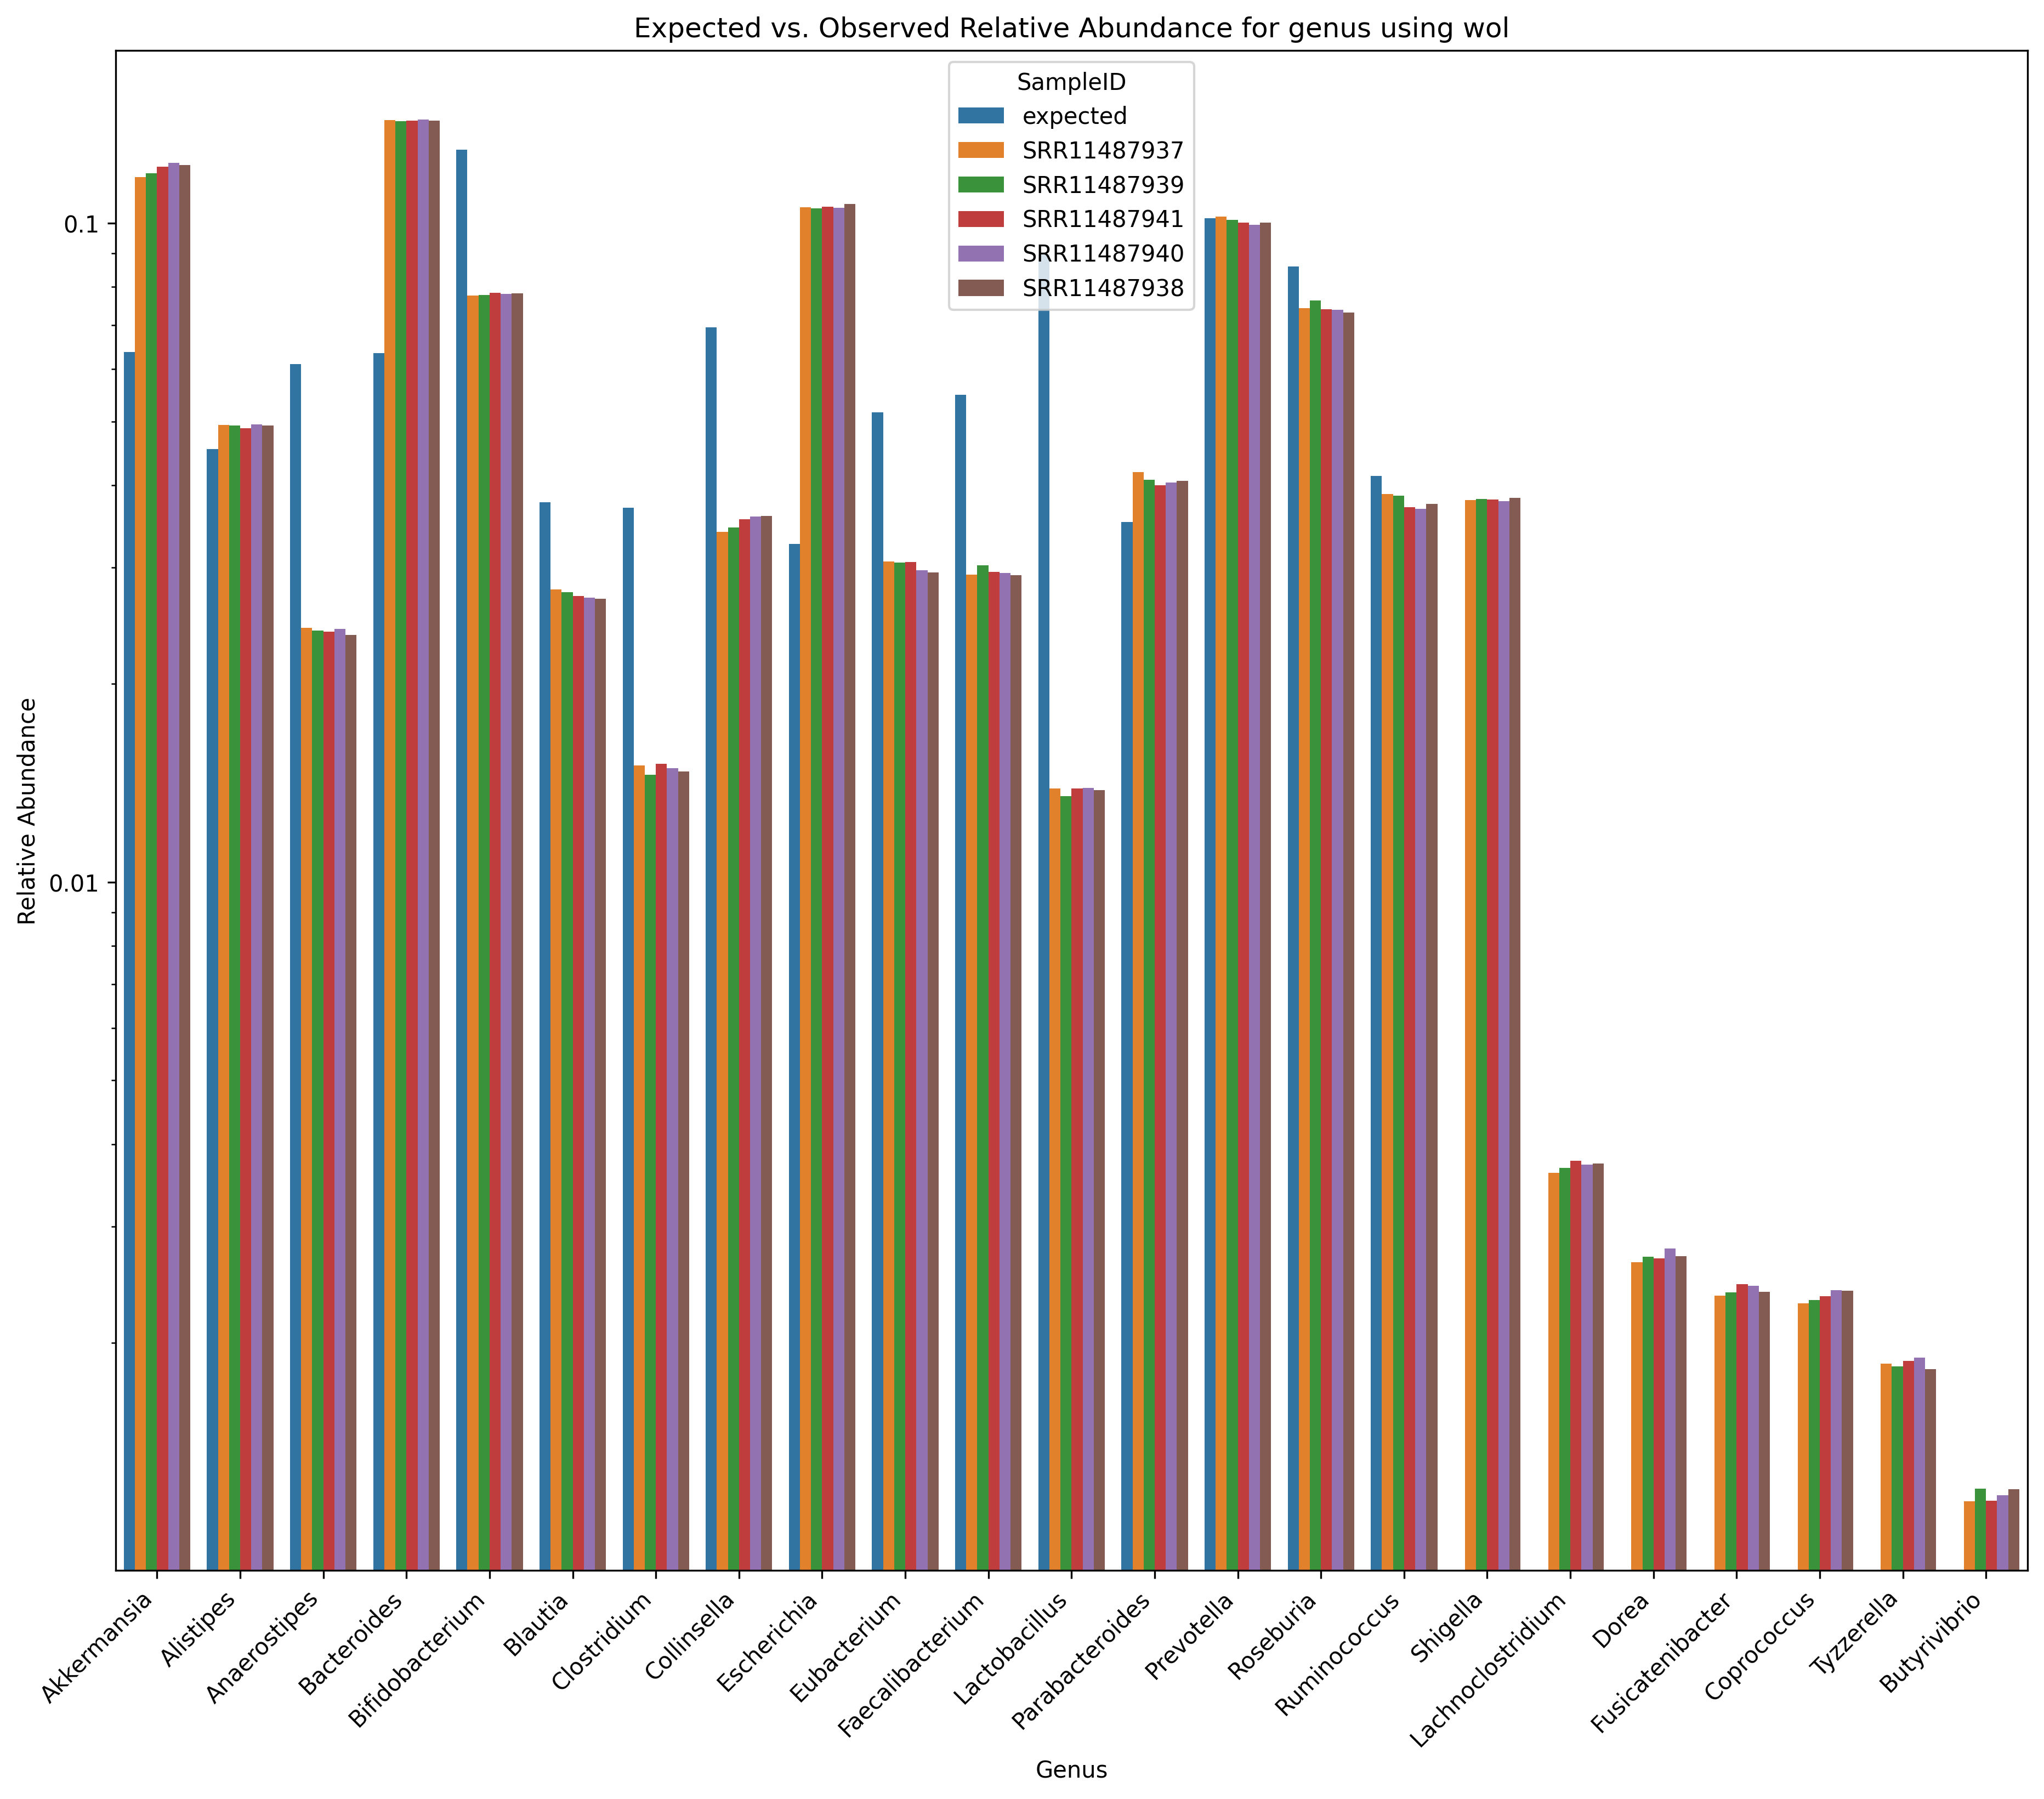 Expected vs. Observed Relative Abundance for genus using wol
SampleID
expected
SRR11487937
SRR11487939
SRR11487941
SRR11487940
SRR11487938
Relative Abundance
0.1
0.01
Akkermansia
Alistipes
Anaerostipes
Bacteroides
Bifidobacterium
Blautia
Clostridium
Collinsella
Escherichia
Eubacterium
Faecalibacterium
Lactobacillus
Parabacteroides
Prevotella
Roseburia
Ruminococcus
Shigella
Lachnoclostridium
Dorea
Fusicatenibacter
Coprococcus
Tyzzerella
Butyrivibrio
Genus